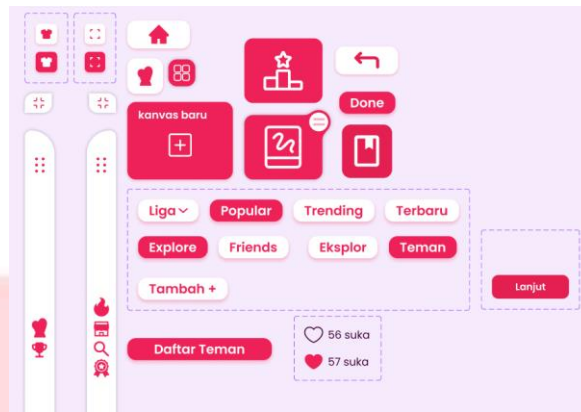 Done
kanvas baru
Liga
Popular
Trending
Terbaru
Explore
Friends
Eksplor
Teman
Tambah +
Lanjut
Daftar Teman
56 suka
57 suka